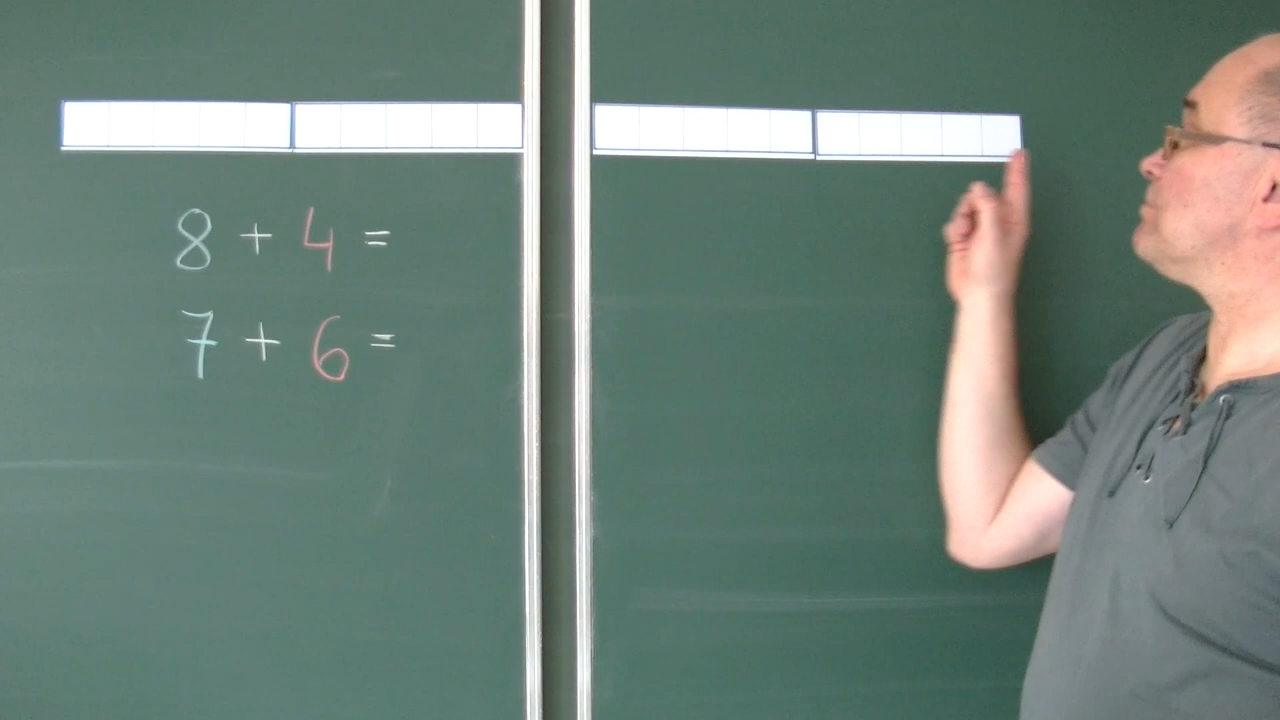 8 + 4 =
7 + 6 =